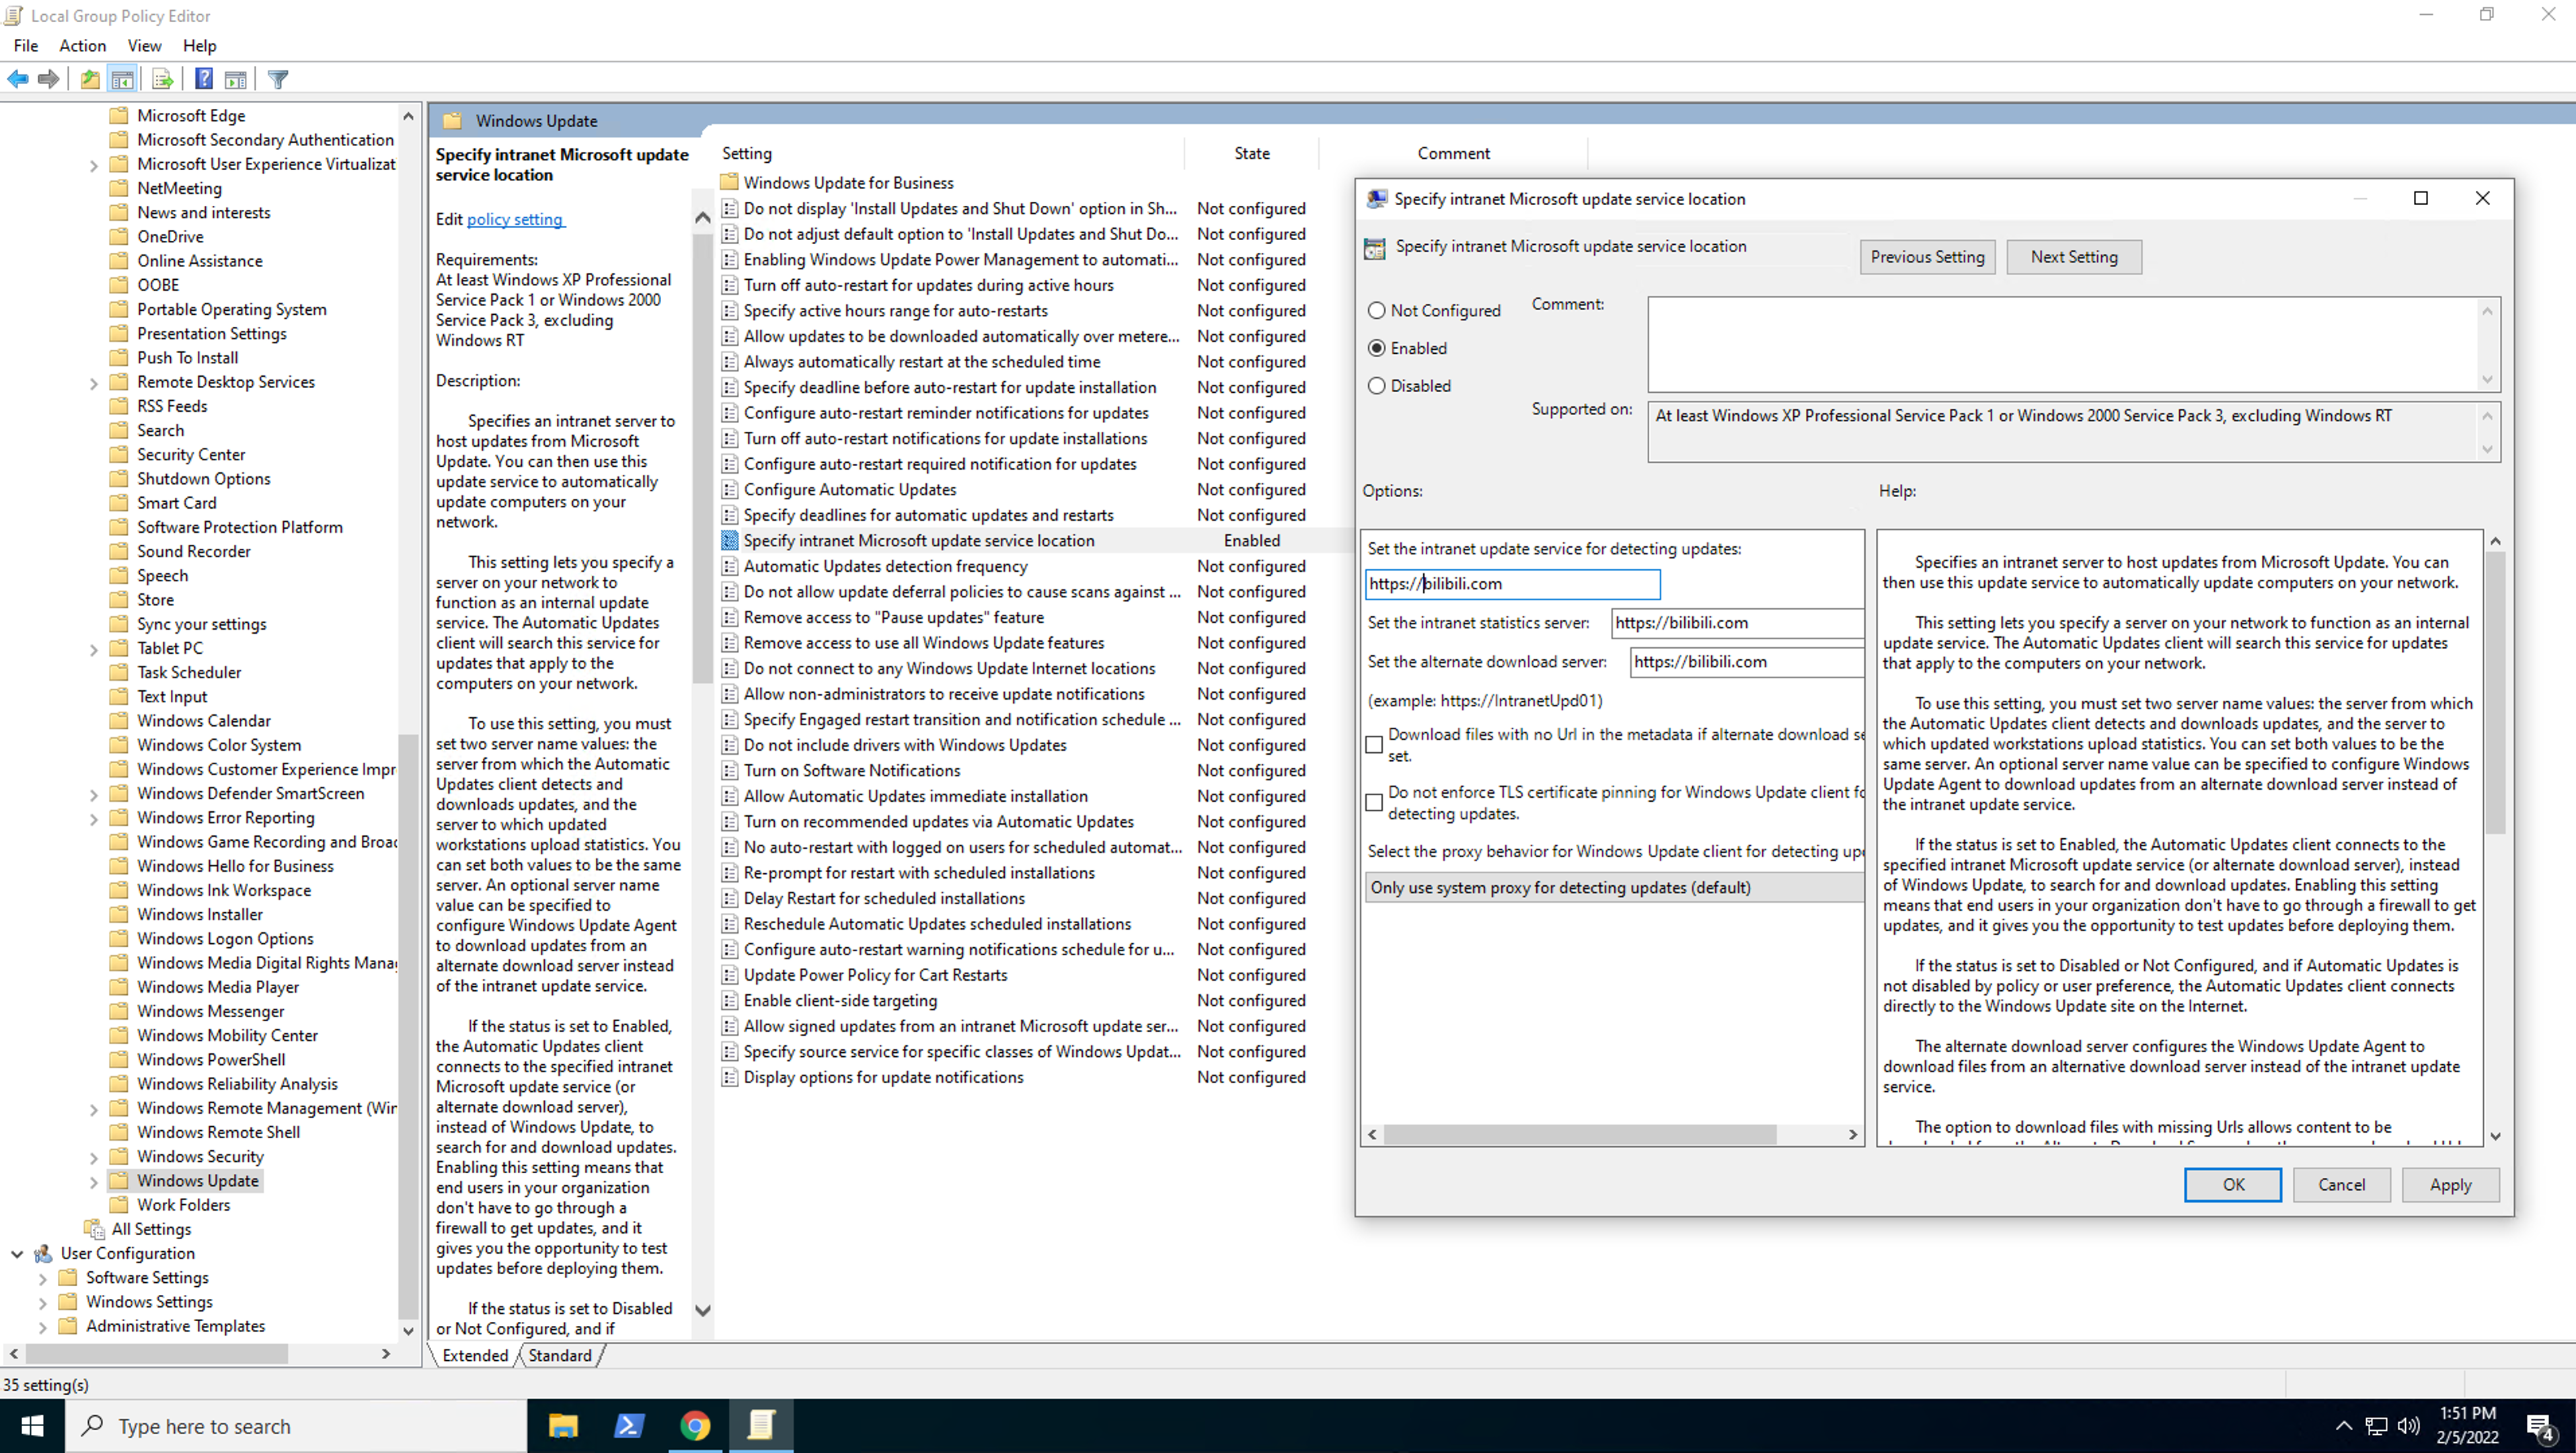 Local Group Policy Editor
File Action View Help
Microsoft Edge
Microsoft Secondary Authentication
Microsoft User Experience Virtualizat
NetMeeting
News and interests
OneDrive
Online Assistance
OOBE
Portable Operating System
Presentation Settings
Push To Install
Remote Desktop Services
RSS Feeds
Search
Security Center
Shutdown Options
Smart Card
Software Protection Platform
Sound Recorder
Speech
Store
Sync your settings
Tablet PC
Task Scheduler
Text Input
Windows Calendar
Windows Color System
Windows Customer Experience Impr
Windows Defender SmartScreen
Windows Error Reporting
Windows Game Recording and Broad
Windows Hello for Business
Windows Ink Workspace
Windows Installer
Windows Logon Options
Windows Media Digital Rights Manag
Windows Media Player
Windows Messenger
Windows Mobility Center
Windows PowerShell
Windows Reliability Analysis
Windows Remote Management (Win
Windows Remote Shell
Windows Security
Windows Update
Work Folders
All Settings
User Configuration
Software Settings
Windows Settings
Administrative Templates
Windows Update
Specify intranet Microsoft update
service location
Edit policy setting
Requirements:
At least Windows XP Professional
Service Pack 1 or Windows 2000
Service Pack 3, excluding
Windows RT
Description:
Specifies an intranet server to
host updates from Microsoft
Update. You can then use this
update service to automatically
update computers on your
network.
This setting lets you specify a
server on your network to
function as an internal update
service. The Automatic Updates
client will search this service for
updates that apply to the
computers on your network.
To use this setting, you must
set two server name values: the
server from which the Automatic
Updates client detects and
downloads updates, and the
server to which updated
workstations upload statistics. You
can set both values to be the same
server. An optional server name
value can be specified to
configure Windows Update Agent
to download updates from an
alternate download server instead
of the intranet update service.
If the status is set to Enabled,
the Automatic Updates client
connects to the specified intranet
Microsoft update service (or
alternate download server),
instead of Windows Update, to
search for and download updates.
Enabling this setting means that
end users in your organization
don't have to go through a
firewall to get updates, and it
gives you the opportunity to test
updates before deploying them.
If the status is set to Disabled
or Not Configured, and if
Setting State Comment
Windows Update for Business
Do not display 'Install Updates and Shut Down' option in Sh... Not configured
Do not adjust default option to 'Install Updates and Shut Do... Not configured
Enabling Windows Update Power Management to automati... Not configured
Turn off auto-restart for updates during active hours Not configured
Specify active hours range for auto-restarts Not configured
Allow updates to be downloaded automatically over metere... Not configured
Always automatically restart at the scheduled time Not configured
Specify deadline before auto-restart for update installation Not configured
Configure auto-restart reminder notifications for updates Not configured
Turn off auto-restart notifications for update installations Not configured
Configure auto-restart required notification for updates Not configured
Configure Automatic Updates Not configured
Specify deadlines for automatic updates and restarts Not configured
Specify intranet Microsoft update service location Enabled
Automatic Updates detection frequency Not configured
Do not allow update deferral policies to cause scans against ... Not configured
Remove access to "Pause updates" feature Not configured
Remove access to use all Windows Update features Not configured
Do not connect to any Windows Update Internet locations Not configured
Allow non-administrators to receive update notifications Not configured
Specify Engaged restart transition and notification schedule ... Not configured
Do not include drivers with Windows Updates Not configured
Turn on Software Notifications Not configured
Allow Automatic Updates immediate installation Not configured
Turn on recommended updates via Automatic Updates Not configured
No auto-restart with logged on users for scheduled automat... Not configured
Re-prompt for restart with scheduled installations Not configured
Delay Restart for scheduled installations Not configured
Reschedule Automatic Updates scheduled installations Not configured
Configure auto-restart warning notifications schedule for u... Not configured
Update Power Policy for Cart Restarts Not configured
Enable client-side targeting Not configured
Allow signed updates from an intranet Microsoft update ser... Not configured
Specify source service for specific classes of Windows Updat... Not configured
Display options for update notifications Not configured
Extended Standard
35 setting(s)
Specify intranet Microsoft update service location
Specify intranet Microsoft update service location
Previous Setting Next Setting
Not Configured
Enabled
Disabled
Comment:
Supported on: At least Windows XP Professional Service Pack 1 or Windows 2000 Service Pack 3, excluding Windows RT
Options:
Set the intranet update service for detecting updates:
https://bilibili.com
Set the intranet statistics server: https://bilibili.com
Set the alternate download server: https://bilibili.com
(example: https://IntranetUpd01)
Download files with no Url in the metadata if alternate download se
set.
Do not enforce TLS certificate pinning for Windows Update client fo
detecting updates.
Select the proxy behavior for Windows Update client for detecting upd
Only use system proxy for detecting updates (default)
Help:
Specifies an intranet server to host updates from Microsoft Update. You can
then use this update service to automatically update computers on your network.
This setting lets you specify a server on your network to function as an internal
update service. The Automatic Updates client will search this service for updates
that apply to the computers on your network.
To use this setting, you must set two server name values: the server from which
the Automatic Updates client detects and downloads updates, and the server to
which updated workstations upload statistics. You can set both values to be the
same server. An optional server name value can be specified to configure Windows
Update Agent to download updates from an alternate download server instead of
the intranet update service.
If the status is set to Enabled, the Automatic Updates client connects to the
specified intranet Microsoft update service (or alternate download server), instead
of Windows Update, to search for and download updates. Enabling this setting
means that end users in your organization don't have to go through a firewall to get
updates, and it gives you the opportunity to test updates before deploying them.
If the status is set to Disabled or Not Configured, and if Automatic Updates is
not disabled by policy or user preference, the Automatic Updates client connects
directly to the Windows Update site on the Internet.
The alternate download server configures the Windows Update Agent to
download files from an alternative download server instead of the intranet update
service.
The option to download files with missing Urls allows content to be
OK Cancel Apply
Type here to search
1:51 PM
2/5/2022
4